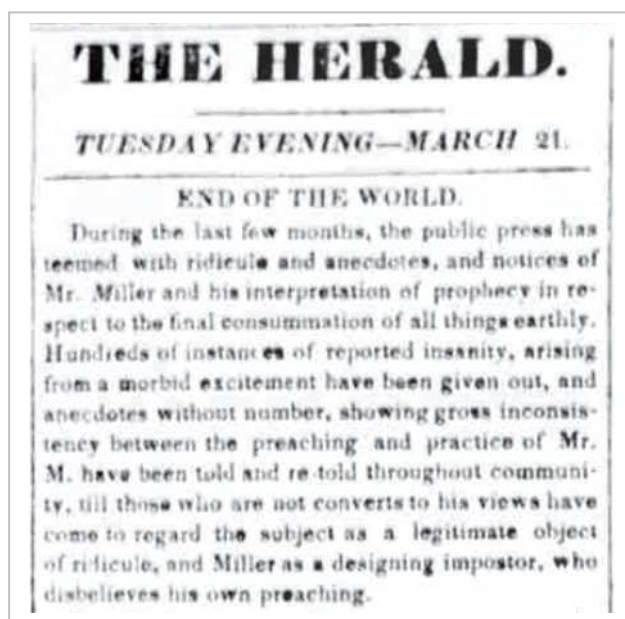 THE HERALD.
TUESDAY EVENING—MARCH 21.
END OF THE WORLD.
During the last few months, the public press has
teemed with ridicule and anecdotes, and notices of
Mr. Miller and his interpretation of prophecy in re-
spect to the final consummation of all things earthly.
Hundreds of instances of reported insanity, arising
from a morbid excitement have been given out, and
anecdotes without number, showing gross inconsis-
tency between the preaching and practice of Mr.
M. have been told and re-told throughout communi-
ty, till those who are not converts to his views have
come to regard the subject as a legitimate object
of ridicule, and Miller as a designing impostor, who
disbelieves his own preaching.